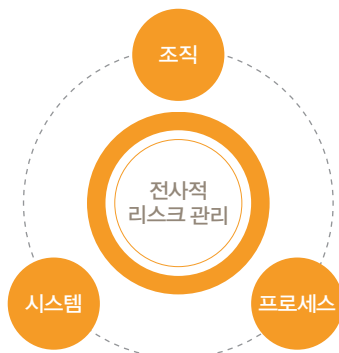 조직
전사적
리스크 관리
시스템
프로세스